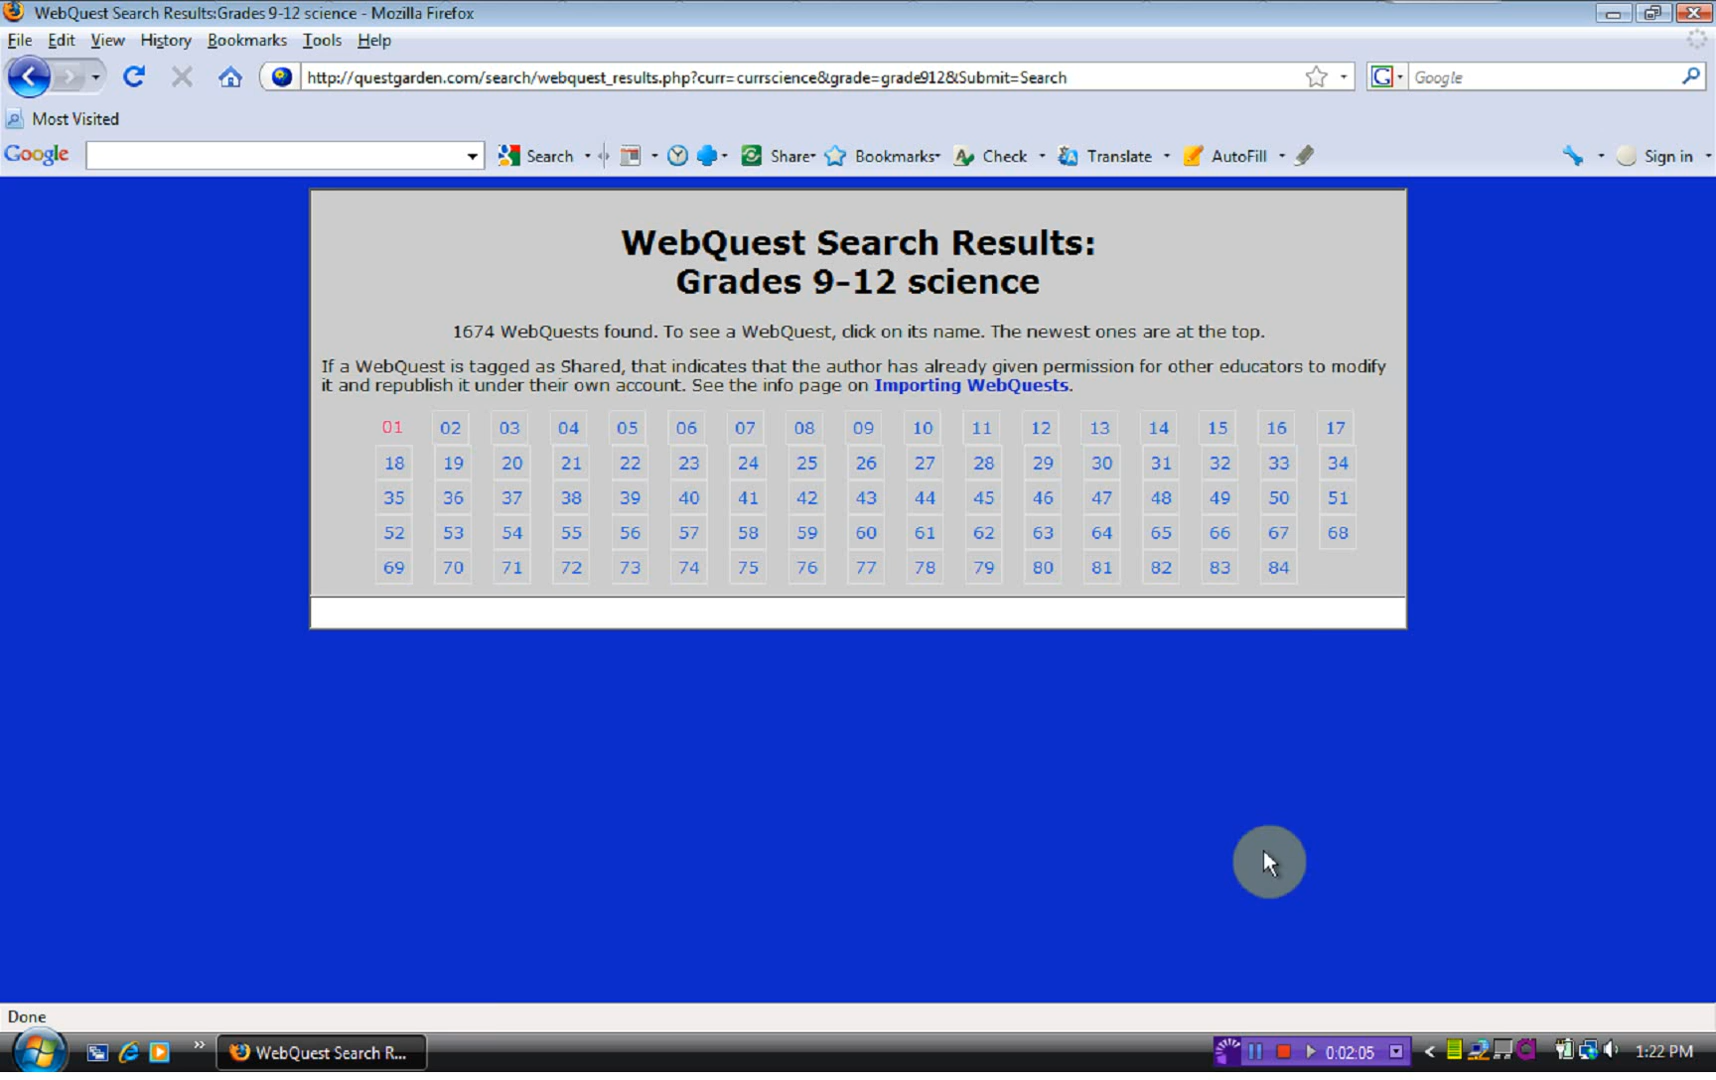 WebQuest Search Results:Grades 9-12 science - Mozilla Firefox
File Edit View History Bookmarks Tools Help
http://questgarden.com/search/webquest_results.php?curr=currscience&grade=grade912&Submit=Search
G Google
Most Visited
Google Search Share Bookmarks Check Translate AutoFill Sign in
WebQuest Search Results:
Grades 9-12 science
1674 WebQuests found. To see a WebQuest, click on its name. The newest ones are at the top.
If a WebQuest is tagged as Shared, that indicates that the author has already given permission for other educators to modify
it and republish it under their own account. See the info page on Importing WebQuests.
01 02 03 04 05 06 07 08 09 10 11 12 13 14 15 16 17
18 19 20 21 22 23 24 25 26 27 28 29 30 31 32 33 34
35 36 37 38 39 40 41 42 43 44 45 46 47 48 49 50 51
52 53 54 55 56 57 58 59 60 61 62 63 64 65 66 67 68
69 70 71 72 73 74 75 76 77 78 79 80 81 82 83 84
Done
WebQuest Search R... 0:02:05 1:22 PM